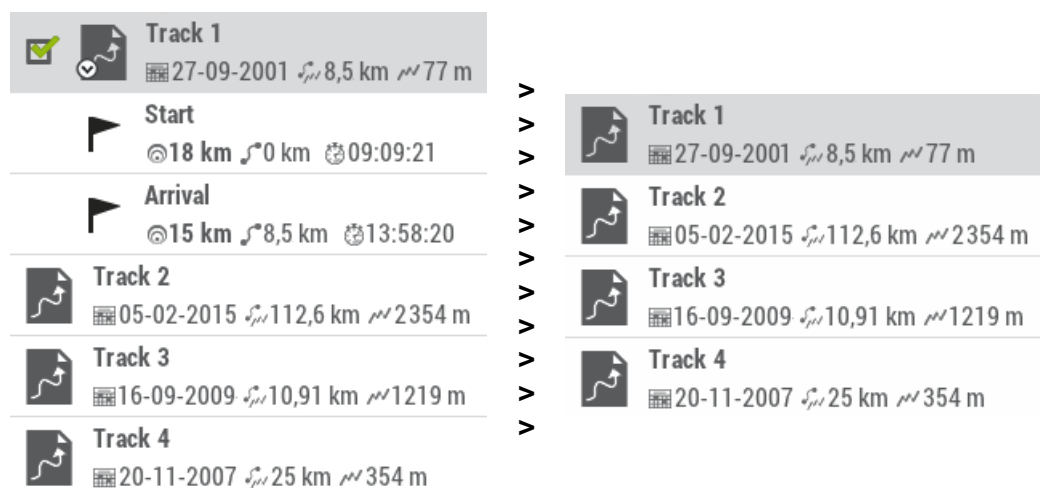 Track 1
27-09-2001 8,5 km 77 m
Start
18 km 0 km 09:09:21
Arrival
15 km 8,5 km 13:58:20
Track 2
05-02-2015 112,6 km 2354 m
Track 3
16-09-2009 10,91 km 1219 m
Track 4
20-11-2007 25 km 354 m
>
>
>
>
>
>
>
>
>
>
>
Track 1
27-09-2001 8,5 km 77 m
Track 2
05-02-2015 112,6 km 2354 m
Track 3
16-09-2009 10,91 km 1219 m
Track 4
20-11-2007 25 km 354 m